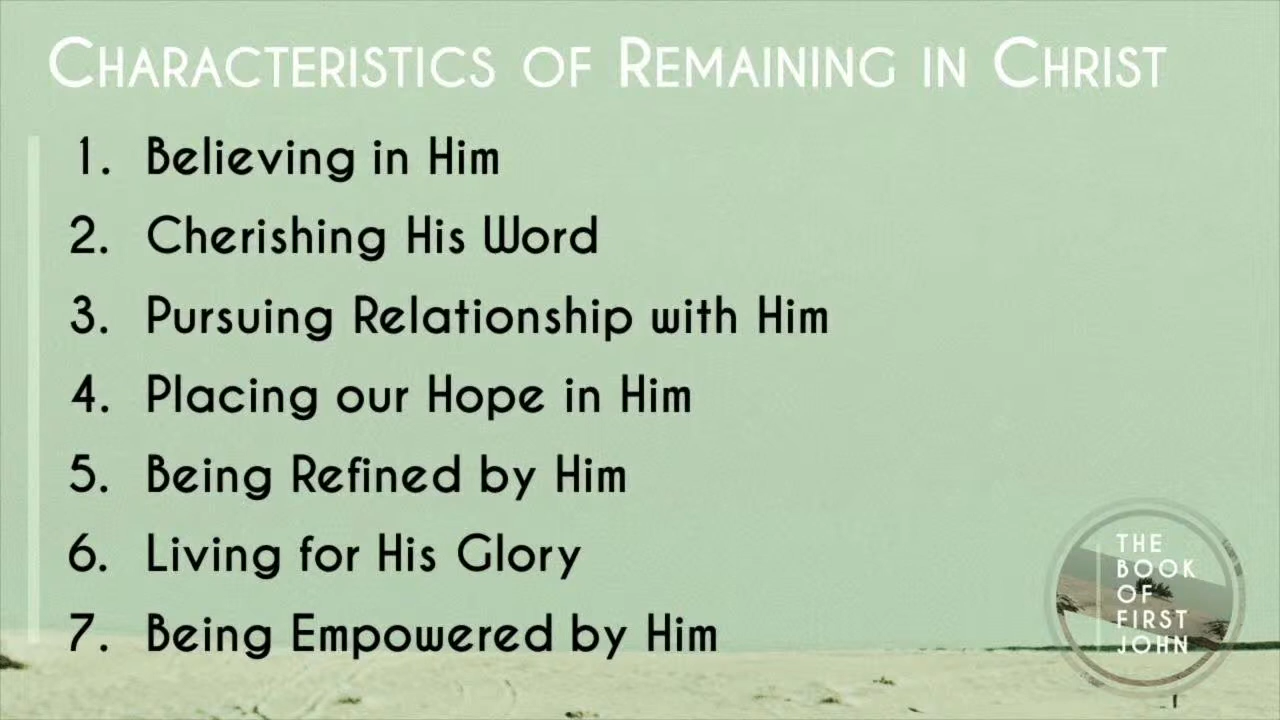 Characteristics of Remaining in Christ
1. Believing in Him
2. Cherishing His Word
3. Pursuing Relationship with Him
4. Placing our Hope in Him
5. Being Refined by Him
6. Living for His Glory
7. Being Empowered by Him
THE
BOOK
OF
FIRST
JOHN